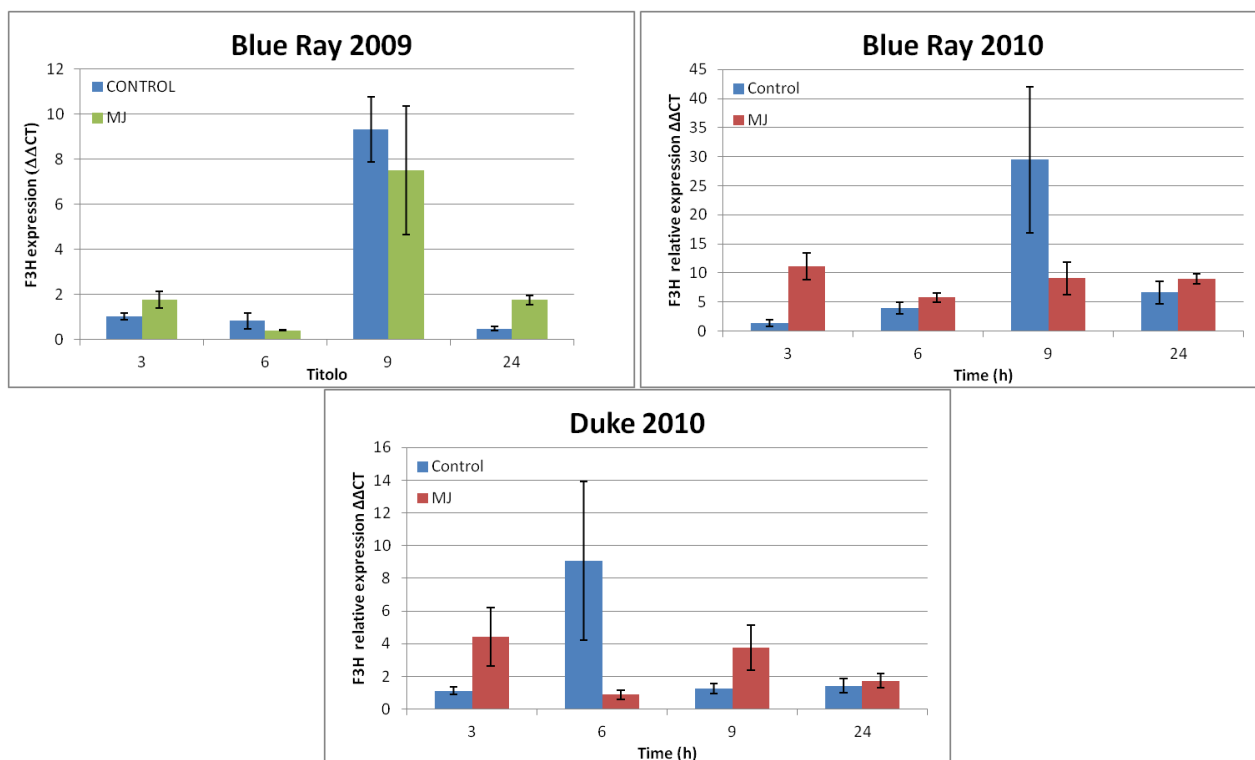 Blue Ray 2009
F3H expression (ΔΔCT)
12
10
8
6
4
2
0
CONTROL
MJ
3 6 9 24
Titolo
Blue Ray 2010
F3H relative expression ΔΔCT
45
40
35
30
25
20
15
10
5
0
Control
MJ
3 6 9 24
Time (h)
Duke 2010
F3H relative expression ΔΔCT
16
14
12
10
8
6
4
2
0
Control
MJ
3 6 9 24
Time (h)